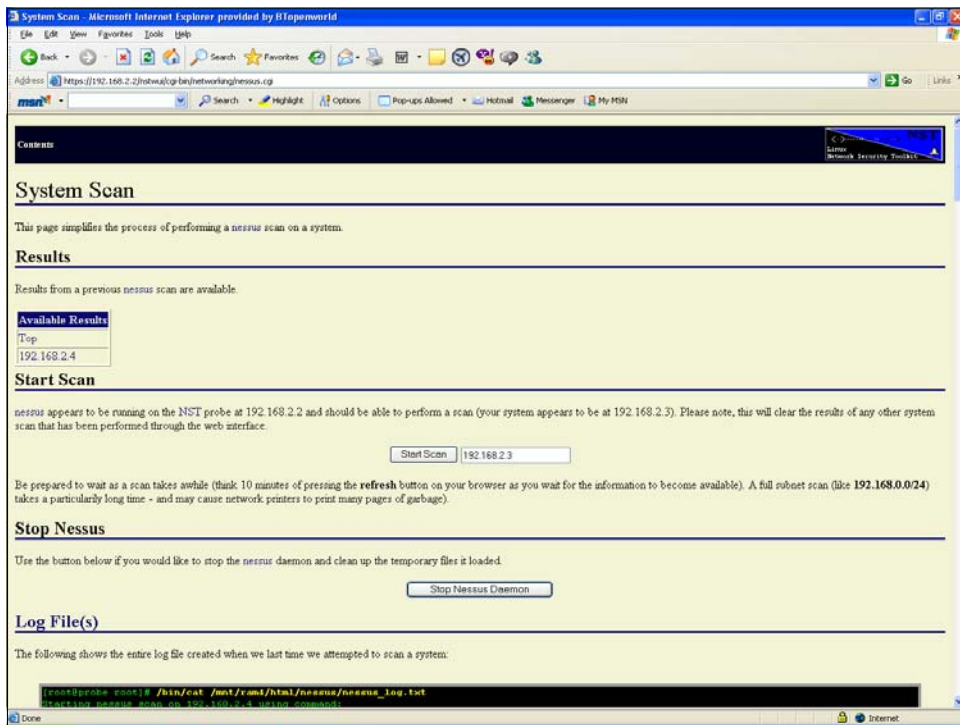 System Scan - Microsoft Internet Explorer provided by BTopenworld
File Edit View Favorites Tools Help
Back Search Favorites
Address https://192.168.2.2/nstwui/cgi-bin/networking/nessus.cgi Go Links
msn Search Highlight Options Pop-ups Allowed Hotmail Messenger My MSN
Contents
NST
Linux
Network Security Toolkit
System Scan
This page simplifies the process of performing a nessus scan on a system.
Results
Results from a previous nessus scan are available.
Available Results
Top
192.168.2.4
Start Scan
nessus appears to be running on the NST probe at 192.168.2.2 and should be able to perform a scan (your system appears to be at 192.168.2.3). Please note, this will clear the results of any other system
scan that has been performed through the web interface.
Start Scan 192.168.2.3
Be prepared to wait as a scan takes awhile (think 10 minutes of pressing the refresh button on your browser as you wait for the information to become available). A full subnet scan (like 192.168.0.0/24)
takes a particularily long time - and may cause network printers to print many pages of garbage).
Stop Nessus
Use the button below if you would like to stop the nessus daemon and clean up the temporary files it loaded.
Stop Nessus Daemon
Log File(s)
The following shows the entire log file created when we last time we attempted to scan a system:
[root@probe root]# /bin/cat /mnt/ram4/html/nessus/nessus_log.txt
Starting nessus scan on 192.168.2.4 using command:
Done Internet